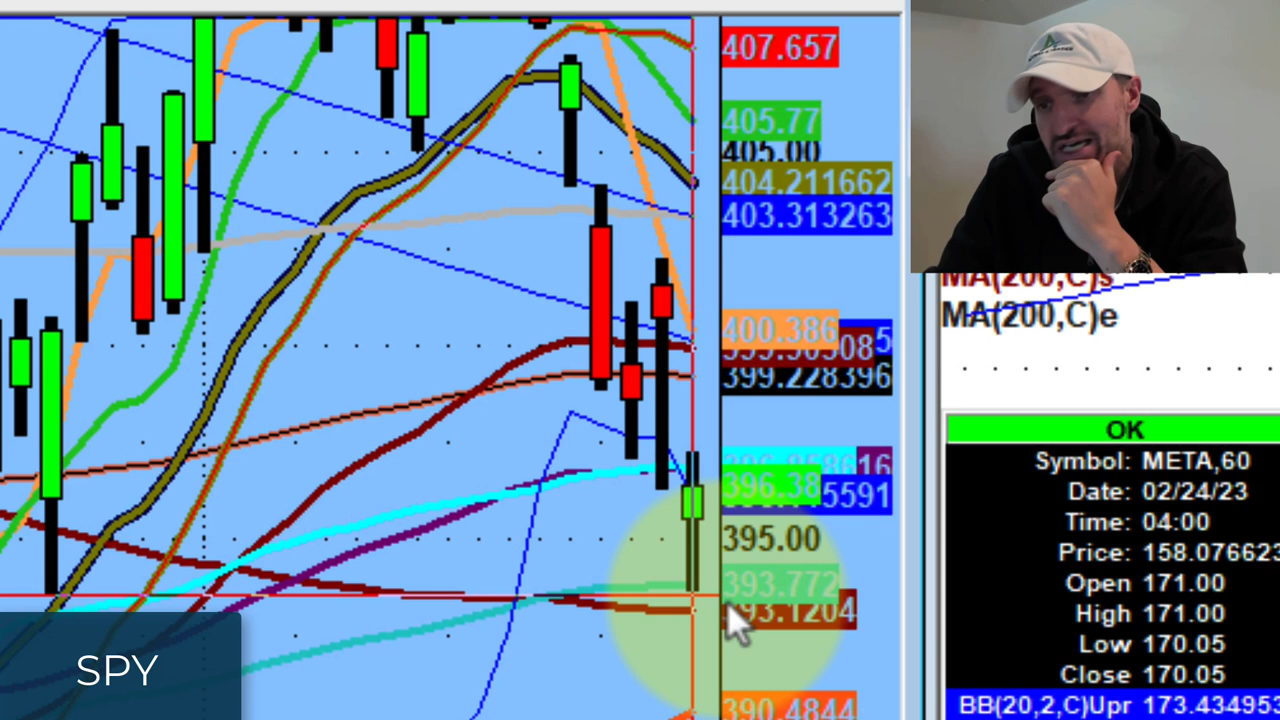 407.657
405.77
405.00
404.211662
403.313263
400.386
399.228396
396.38
5591
395.00
393.772
390.4844
SPY
MA(200,C)s
MA(200,C)e
OK
Symbol: META,60
Date: 02/24/23
Time: 04:00
Price: 158.076623
Open 171.00
High 171.00
Low 170.05
Close 170.05
BB(20,2,C)Upr 173.434953